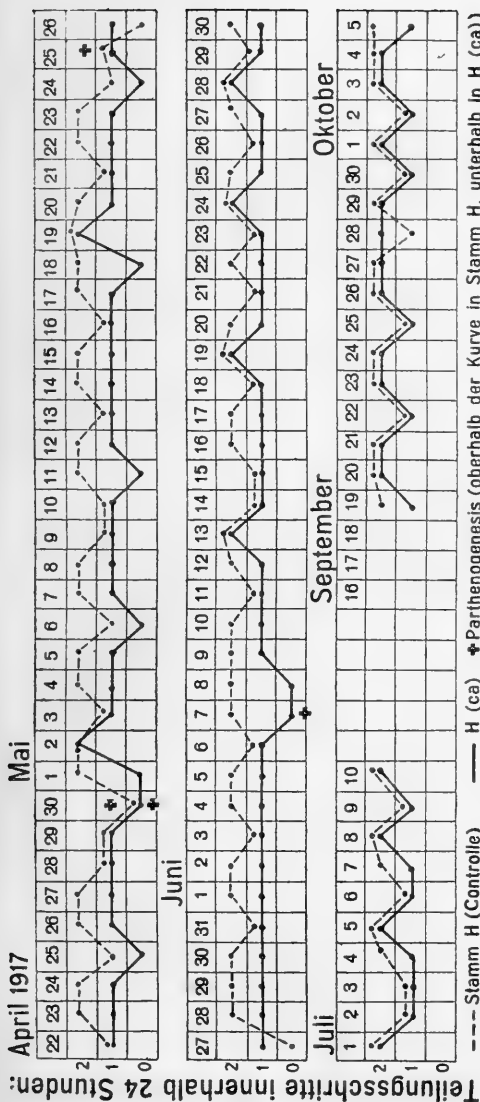 Teilungsschritte innerhalb 24 Stunden:
April 1917 Mai
22 23 24 25 26 27 28 29 30 1 2 3 4 5 6 7 8 9 10 11 12 13 14 15 16 17 18 19 20 21 22 23 24 25 26
2
1
0
Juni
27 28 29 30 31 1 2 3 4 5 6 7 8 9 10 11 12 13 14 15 16 17 18 19 20 21 22 23 24 25 26 27 28 29 30
2
1
0
Juli September Oktober
1 2 3 4 5 6 7 8 9 10 16 17 18 19 20 21 22 23 24 25 26 27 28 29 30 1 2 3 4 5
2
1
0
--- Stamm H (Controlle) —— H (ca) ✚ Parthenogenesis (oberhalb der Kurve in Stamm H, unterhalb in H (ca))